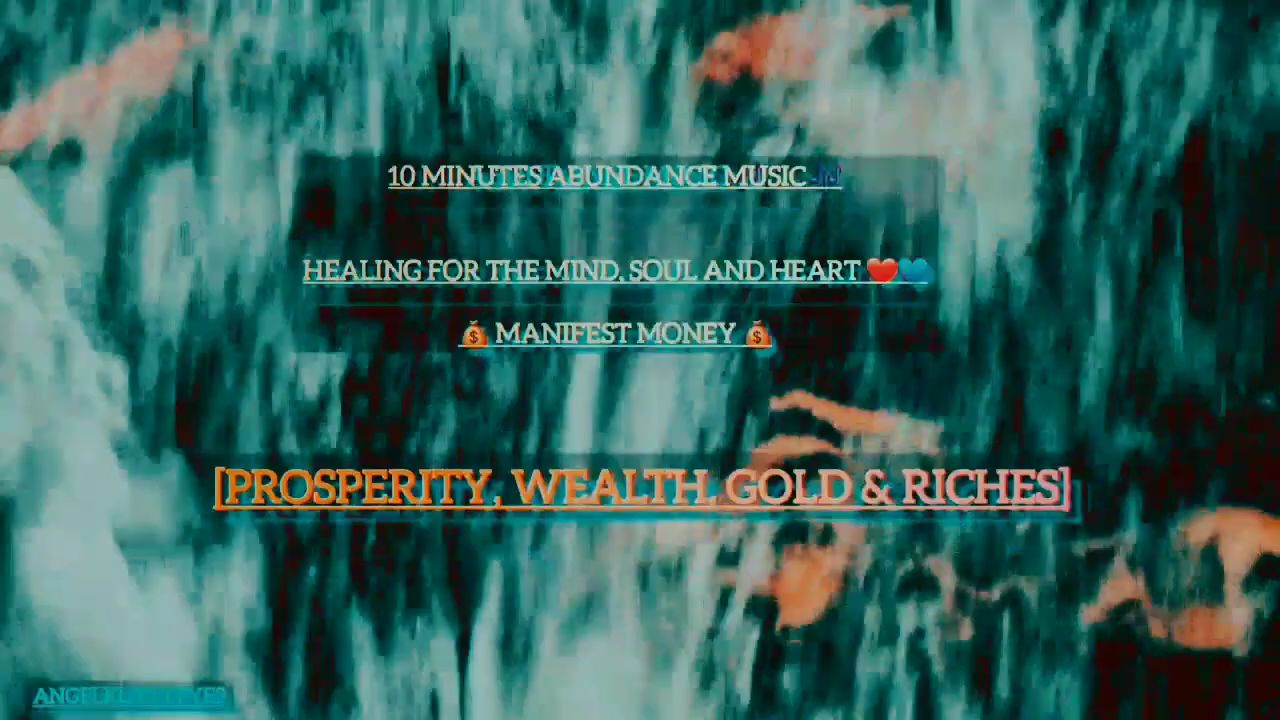 10 MINUTES ABUNDANCE MUSIC 🎶
HEALING FOR THE MIND, SOUL AND HEART ❤️💙
💰 MANIFEST MONEY 💰
[PROSPERITY, WEALTH, GOLD & RICHES]